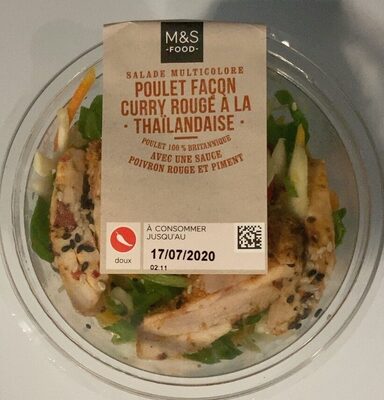 M&S
-FOOD-
SALADE MULTICOLORE
POULET FAÇON
CURRY ROUGE À LA
· THAÏLANDAISE ·
POULET 100 % BRITANNIQUE
AVEC UNE SAUCE
POIVRON ROUGE ET PIMENT
À CONSOMMER
JUSQU'AU
17/07/2020
02:11
doux